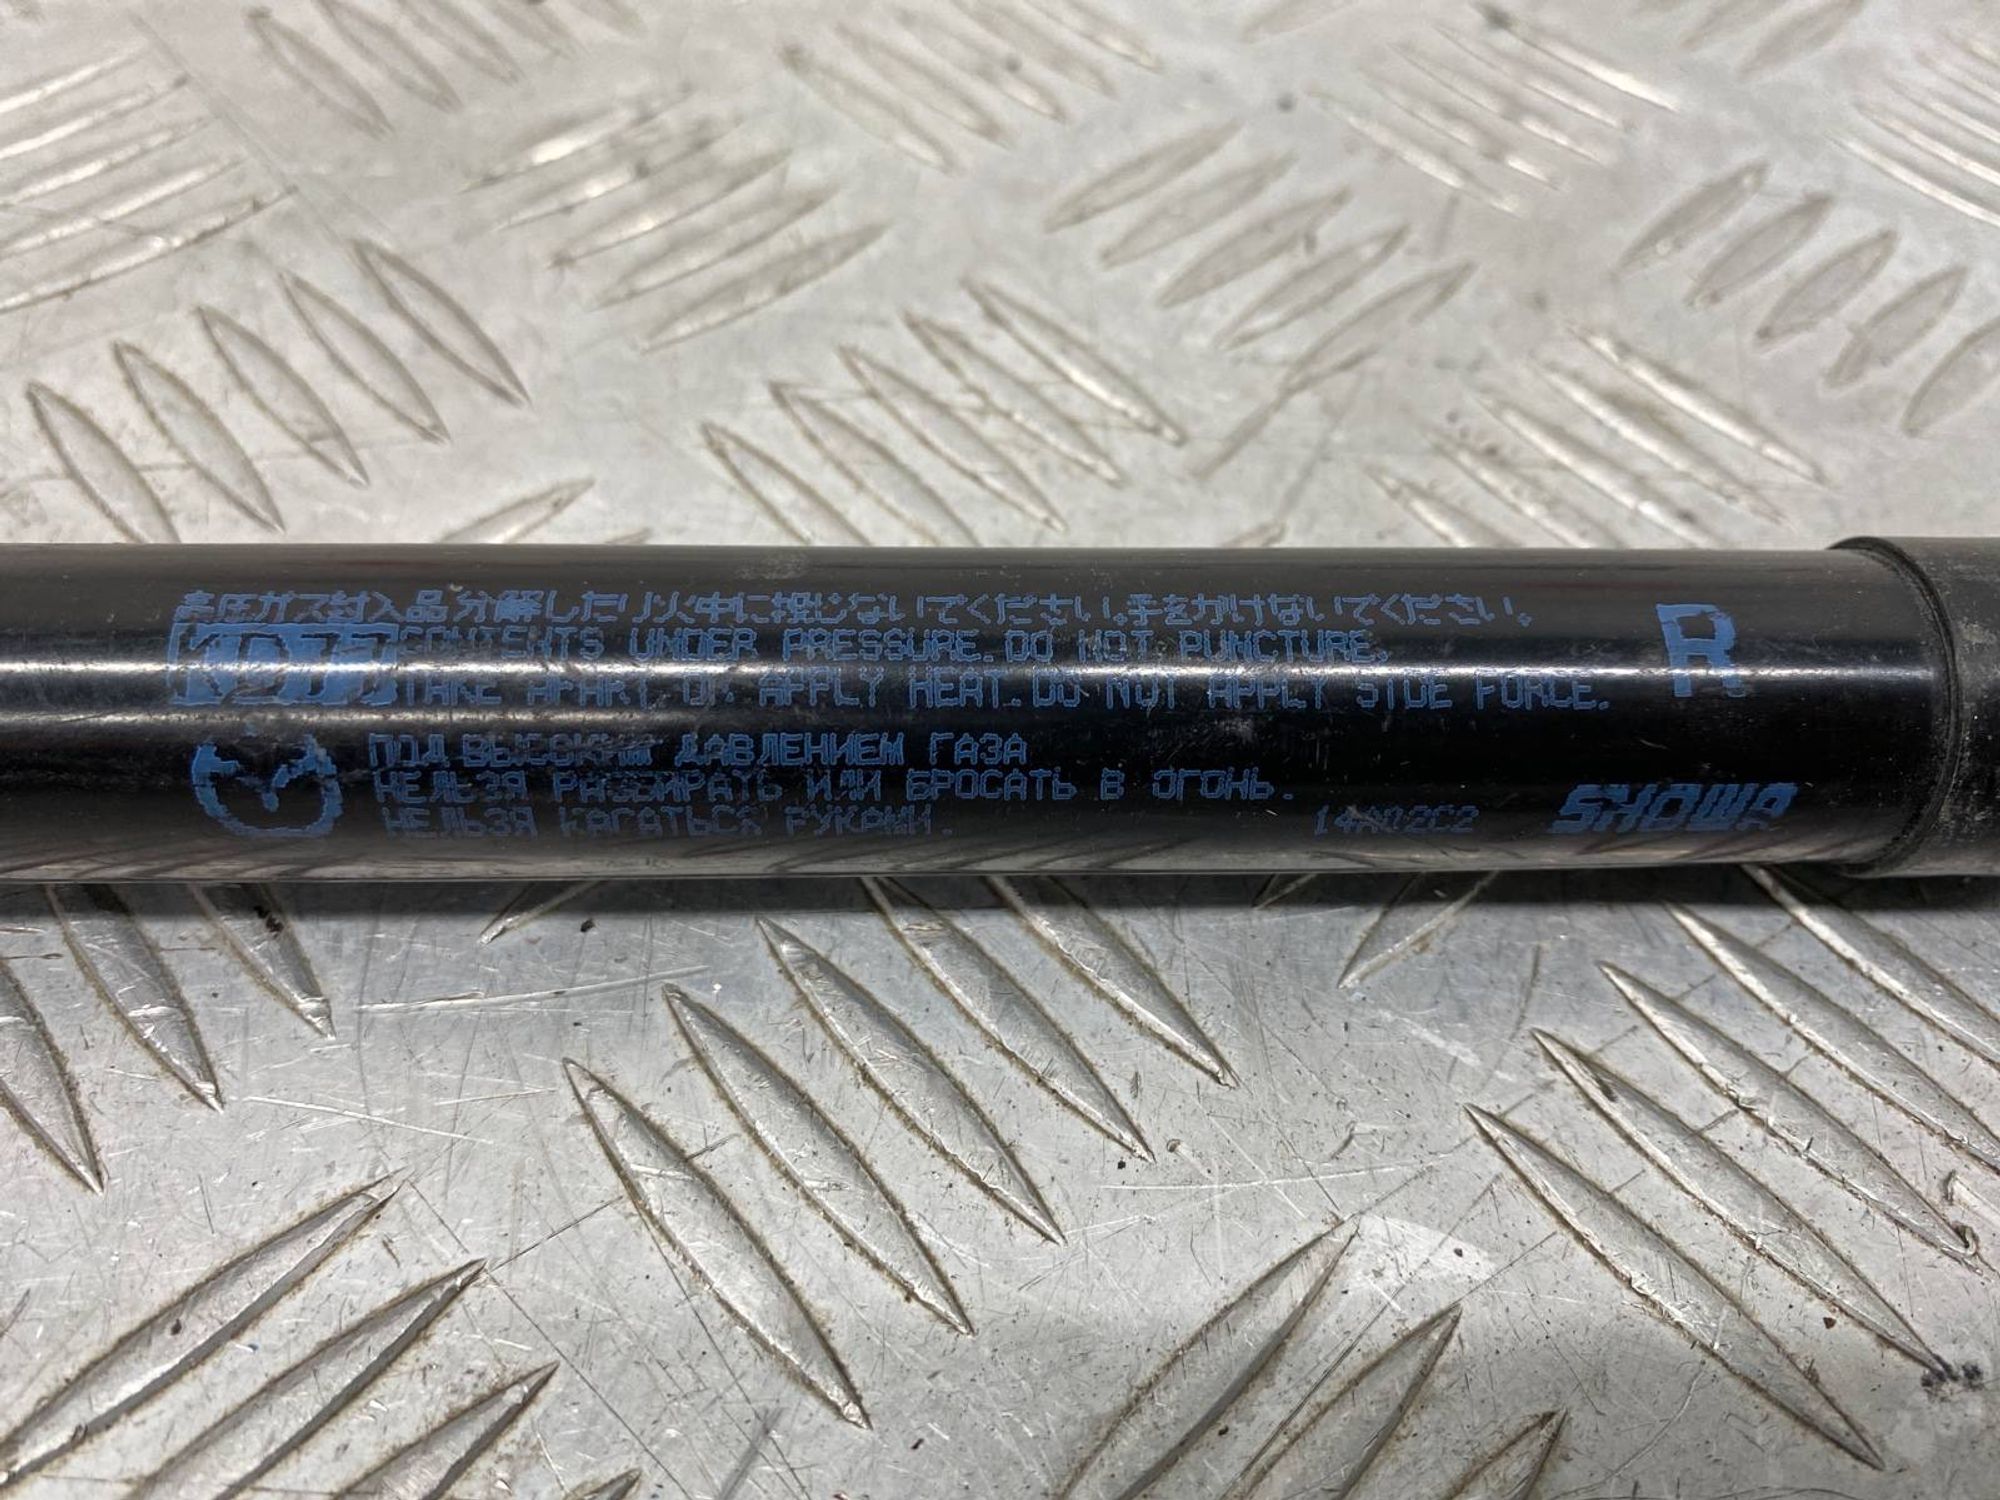 高圧ガス封入品分解したり火中に投じないでください.手をかけないでください.
CONTENTS UNDER PRESSURE.DO NOT PUNCTURE,
TAKE APART, OR APPLY HEAT.DO NOT APPLY SIDE FORCE.
R
ПОД ВЫСОКИМ ДАВЛЕНИЕМ ГАЗА
НЕЛЬЗЯ РАЗБИРАТЬ ИЛИ БРОСАТЬ В ОГОНЬ.
НЕЛЬЗЯ КАСАТЬСЯ РУКАМИ.
14A02C2
SHOWA